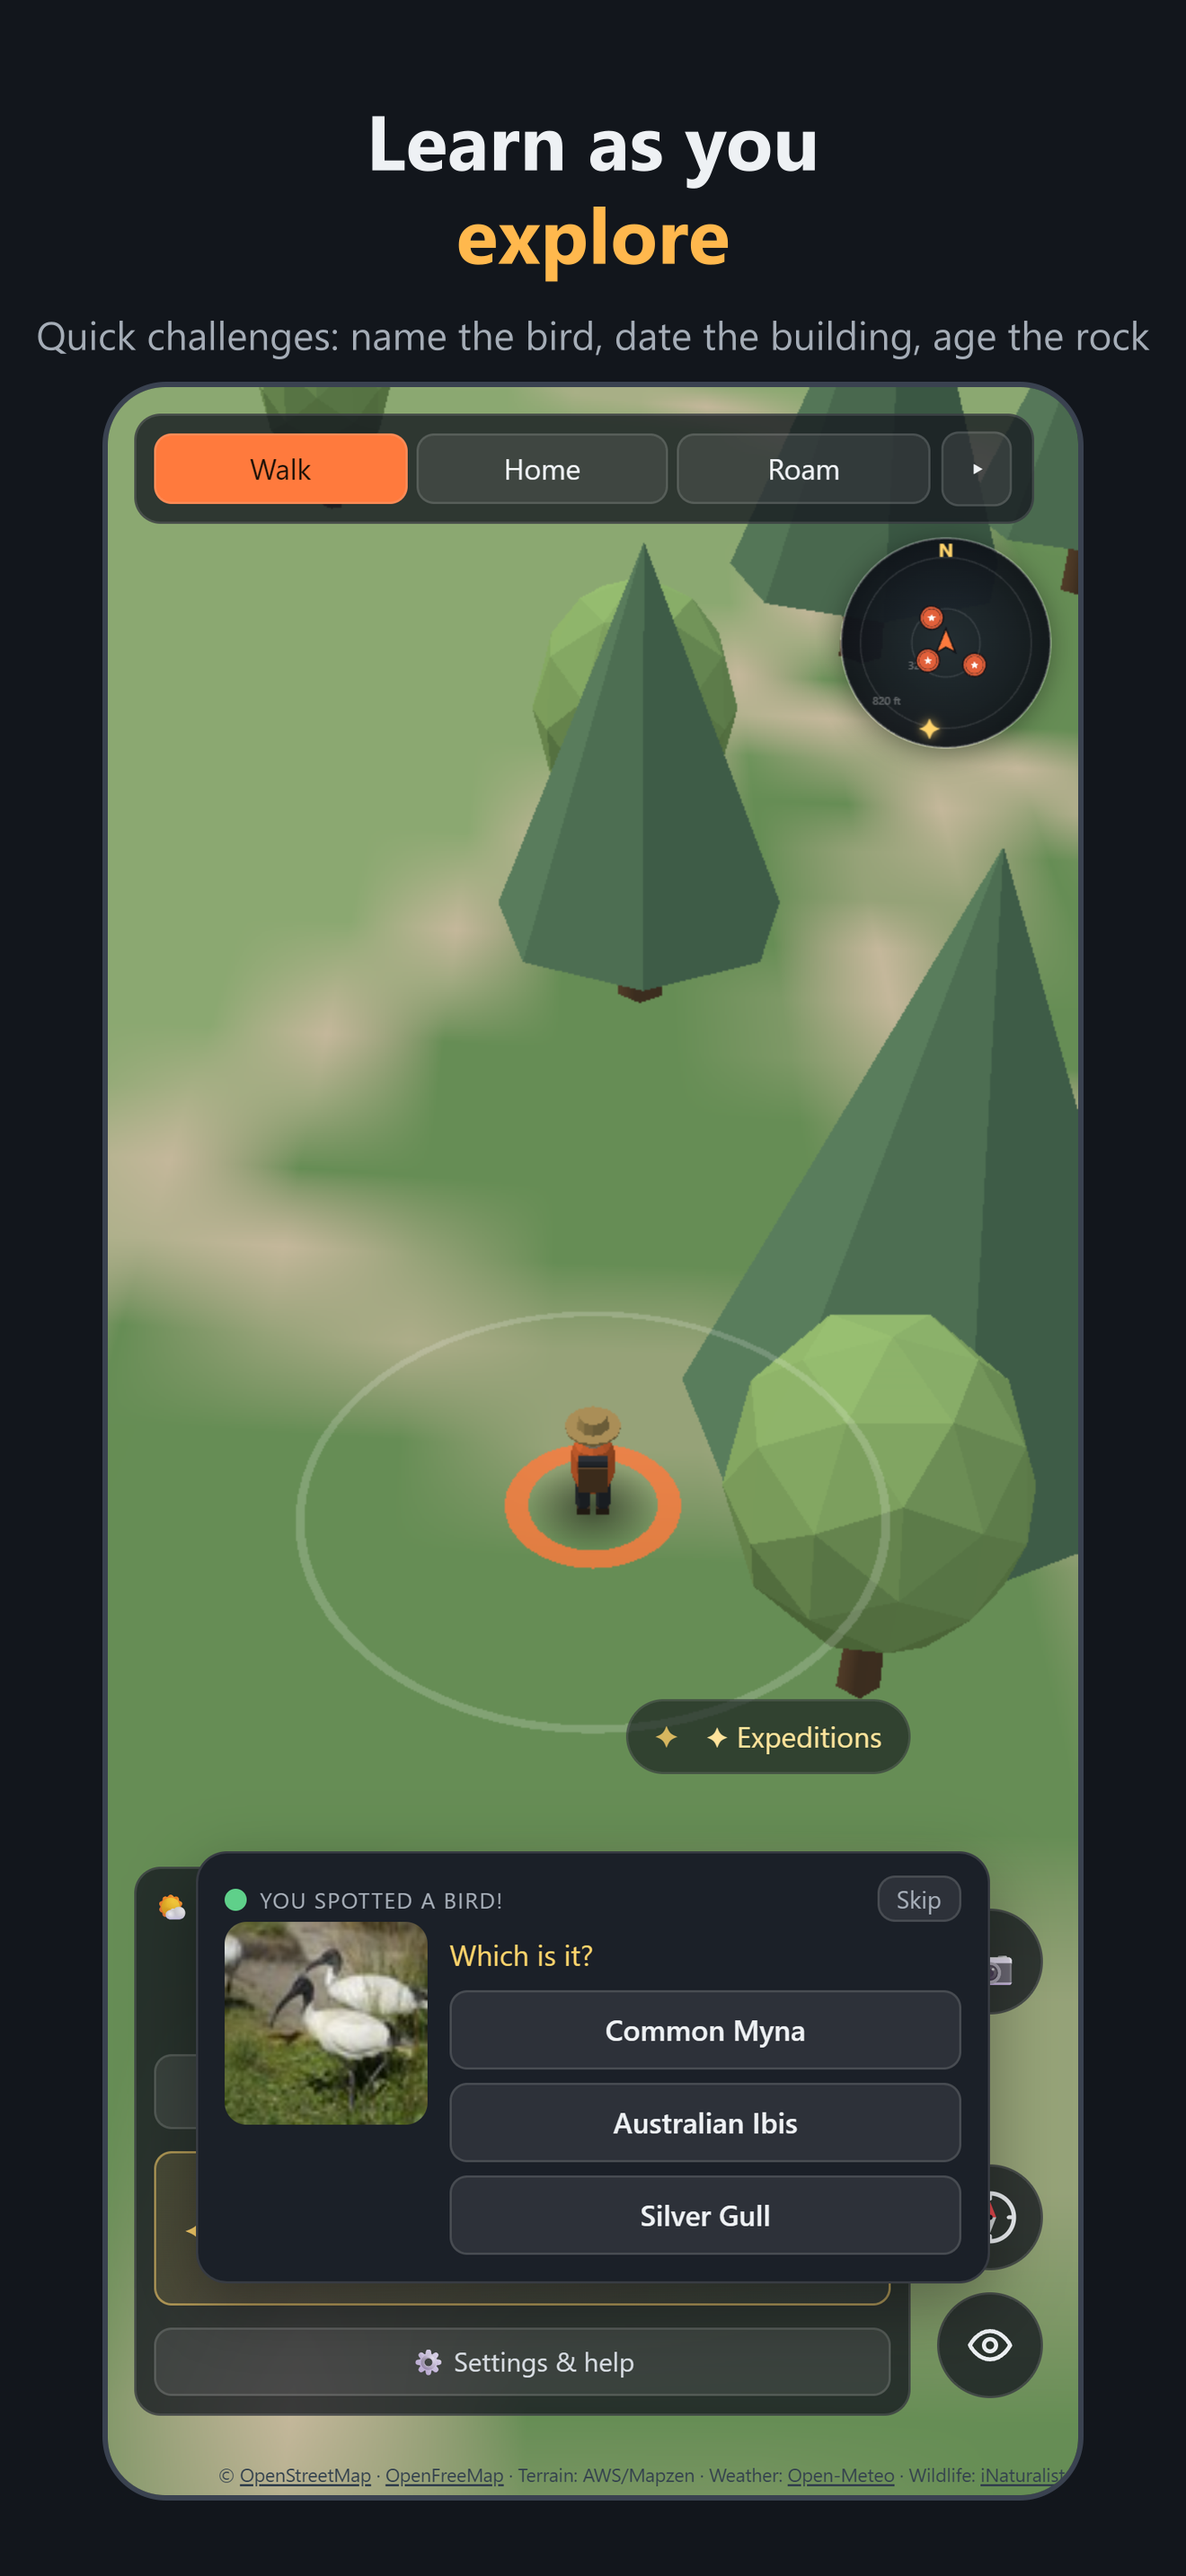 Learn as you
explore
Quick challenges: name the bird, date the building, age the rock
Walk
Home
Roam
N
820 ft
Expeditions
YOU SPOTTED A BIRD!
Skip
Which is it?
Common Myna
Australian Ibis
Silver Gull
Settings & help
© OpenStreetMap · OpenFreeMap · Terrain: AWS/Mapzen · Weather: Open-Meteo · Wildlife: iNaturalist